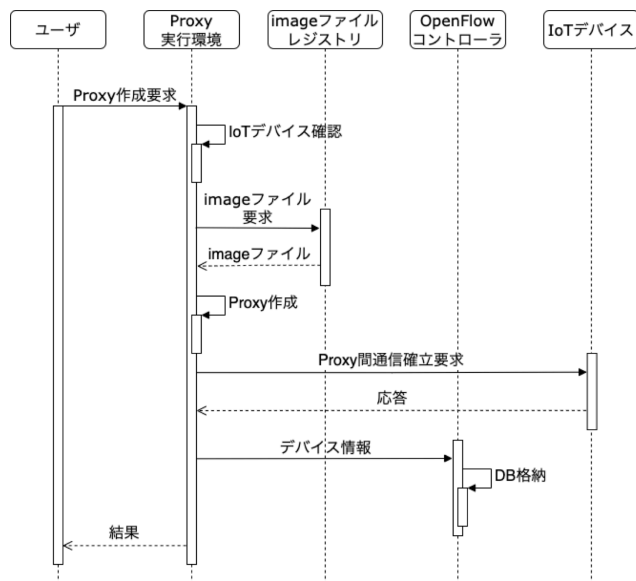 ユーザ
Proxy
実行環境
imageファイル
レジストリ
OpenFlow
コントローラ
IoTデバイス
Proxy作成要求
IoTデバイス確認
imageファイル
要求
imageファイル
Proxy作成
Proxy間通信確立要求
応答
デバイス情報
DB格納
結果